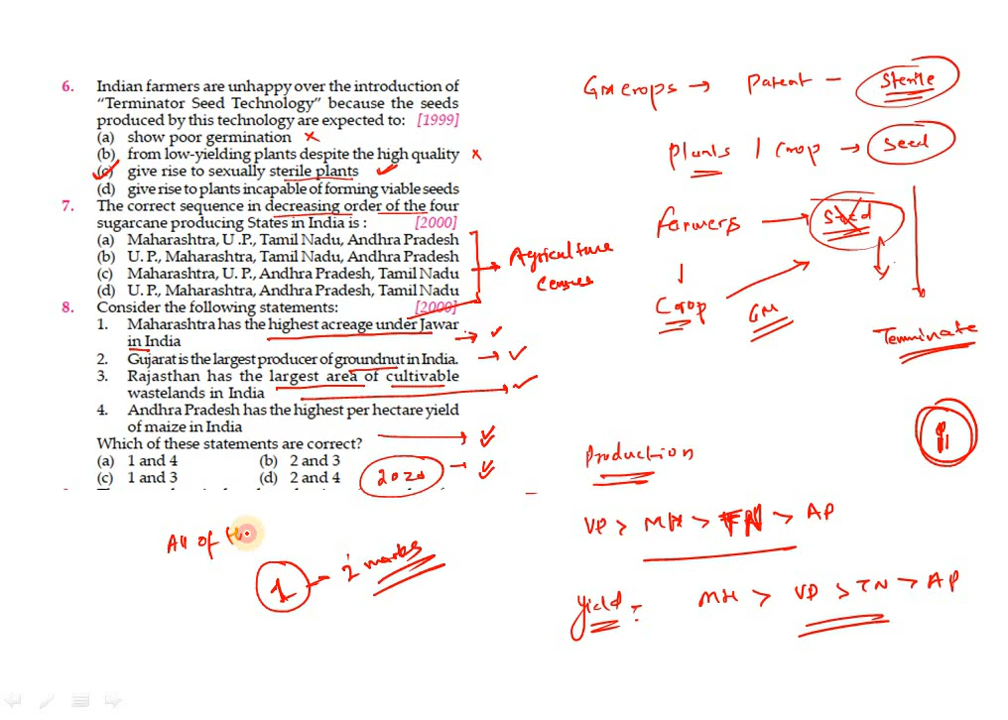 6. Indian farmers are unhappy over the introduction of
"Terminator Seed Technology" because the seeds
produced by this technology are expected to: [1999]
(a) show poor germination x
(b) from low-yielding plants despite the high quality x
(c) give rise to sexually sterile plants
(d) give rise to plants incapable of forming viable seeds
7. The correct sequence in decreasing order of the four
sugarcane producing States in India is : [2000]
(a) Maharashtra, U .P., Tamil Nadu, Andhra Pradesh
(b) U. P., Maharashtra, Tamil Nadu, Andhra Pradesh
(c) Maharashtra, U. P., Andhra Pradesh, Tamil Nadu
(d) U. P., Maharashtra, Andhra Pradesh, Tamil Nadu
8. Consider the following statements: [2000]
1. Maharashtra has the highest acreage under Jawar
in India
2. Gujarat is the largest producer of groundnut in India.
3. Rajasthan has the largest area of cultivable
wastelands in India
4. Andhra Pradesh has the highest per hectare yield
of maize in India
Which of these statements are correct?
(a) 1 and 4 (b) 2 and 3
(c) 1 and 3 (d) 2 and 4
2020
All of
1 - 2 marks
Agriculture
Census
GM crops → Patent - Sterile
Plants / Crop → Seed
farmers → Seed
Crop GM
Terminate
Production
UP > MH > TN > AP
Yield : MH > UP > TN > AP